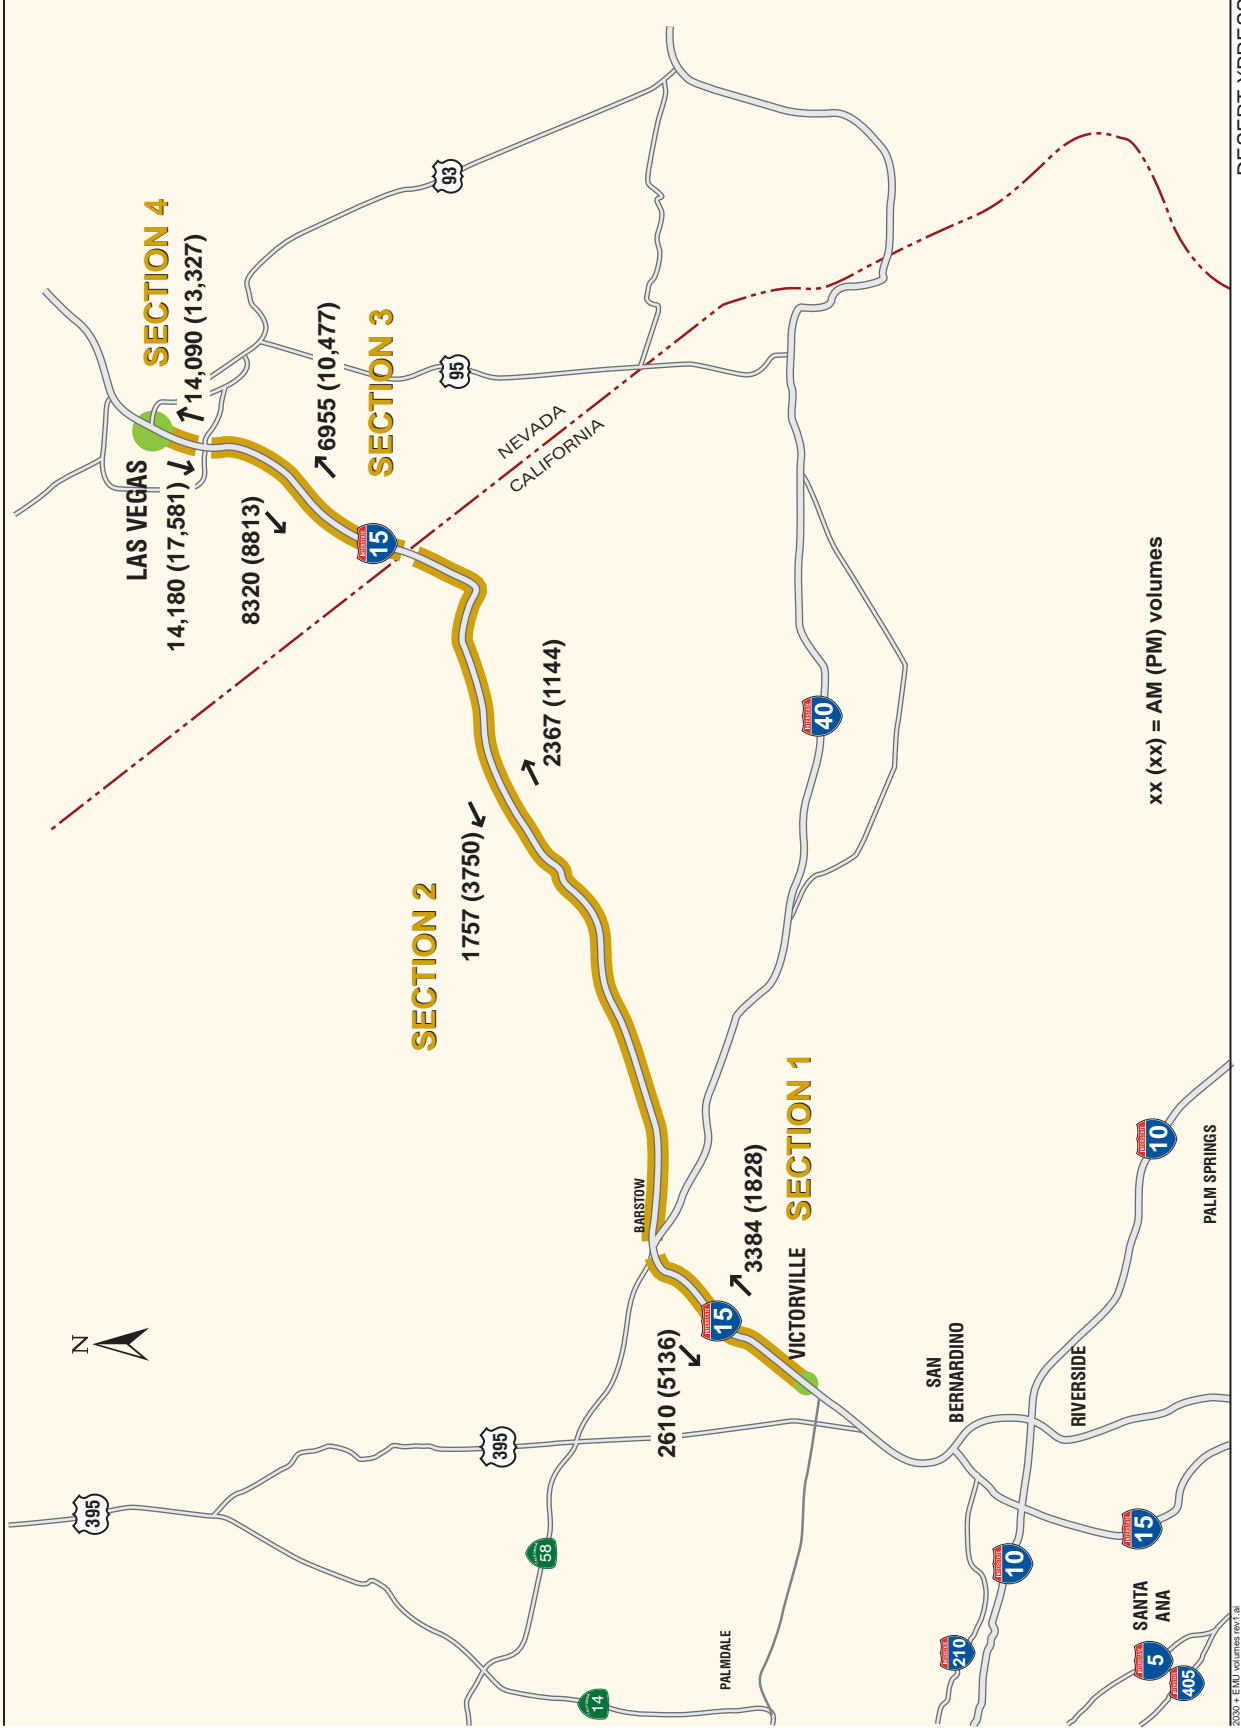 395
N
LAS VEGAS
SECTION 4
14,180 (17,581)
14,090 (13,327)
8320 (8813)
6955 (10,477)
15
SECTION 3
SECTION 2
93
95
1757 (3750)
395
NEVADA
CALIFORNIA
58
2367 (1144)
14
BARSTOW
2610 (5136)
15
PALMDALE
3384 (1828)
VICTORVILLE
SECTION 1
40
SAN
BERNARDINO
210
10
RIVERSIDE
15
SANTA
ANA
5
405
10
xx (xx) = AM (PM) volumes
PALM SPRINGS
2030 + EMU volumes rev1.ai
DESERT XPRESS